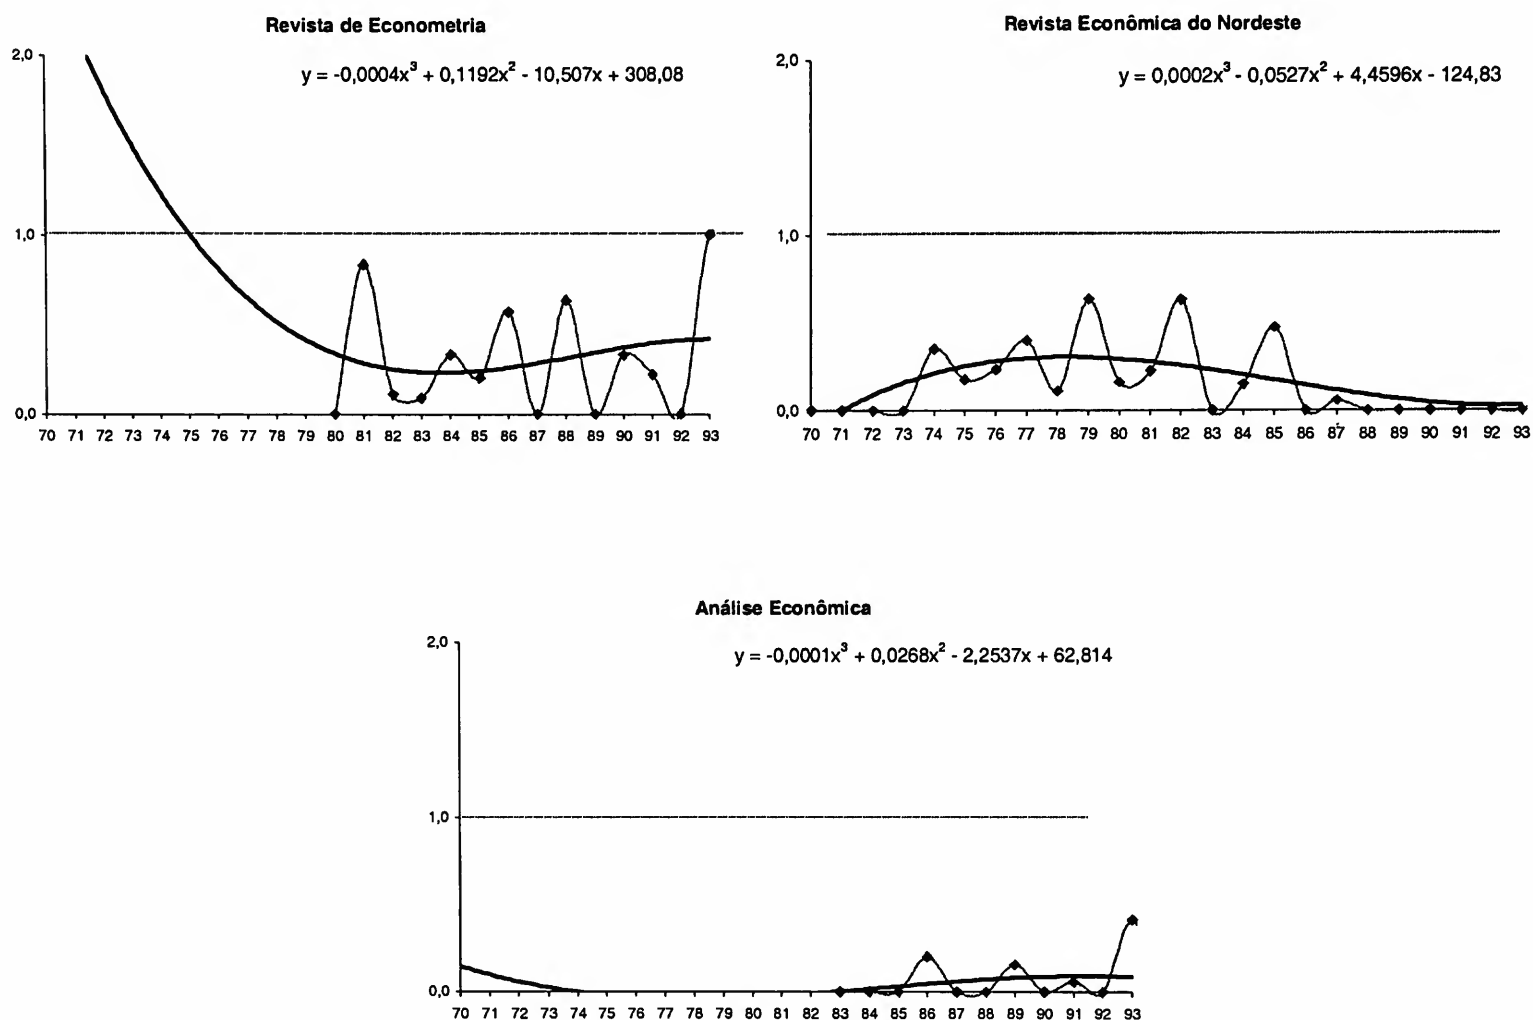 Revista de Econometria
y = -0,0004x³ + 0,1192x² - 10,507x + 308,08
2,0
1,0
0,0
70 71 72 73 74 75 76 77 78 79 80 81 82 83 84 85 86 87 88 89 90 91 92 93
Revista Econômica do Nordeste
y = 0,0002x³ - 0,0527x² + 4,4596x - 124,83
2,0
1,0
0,0
70 71 72 73 74 75 76 77 78 79 80 81 82 83 84 85 86 87 88 89 90 91 92 93
Análise Econômica
y = -0,0001x³ + 0,0268x² - 2,2537x + 62,814
2,0
1,0
0,0
70 71 72 73 74 75 76 77 78 79 80 81 82 83 84 85 86 87 88 89 90 91 92 93